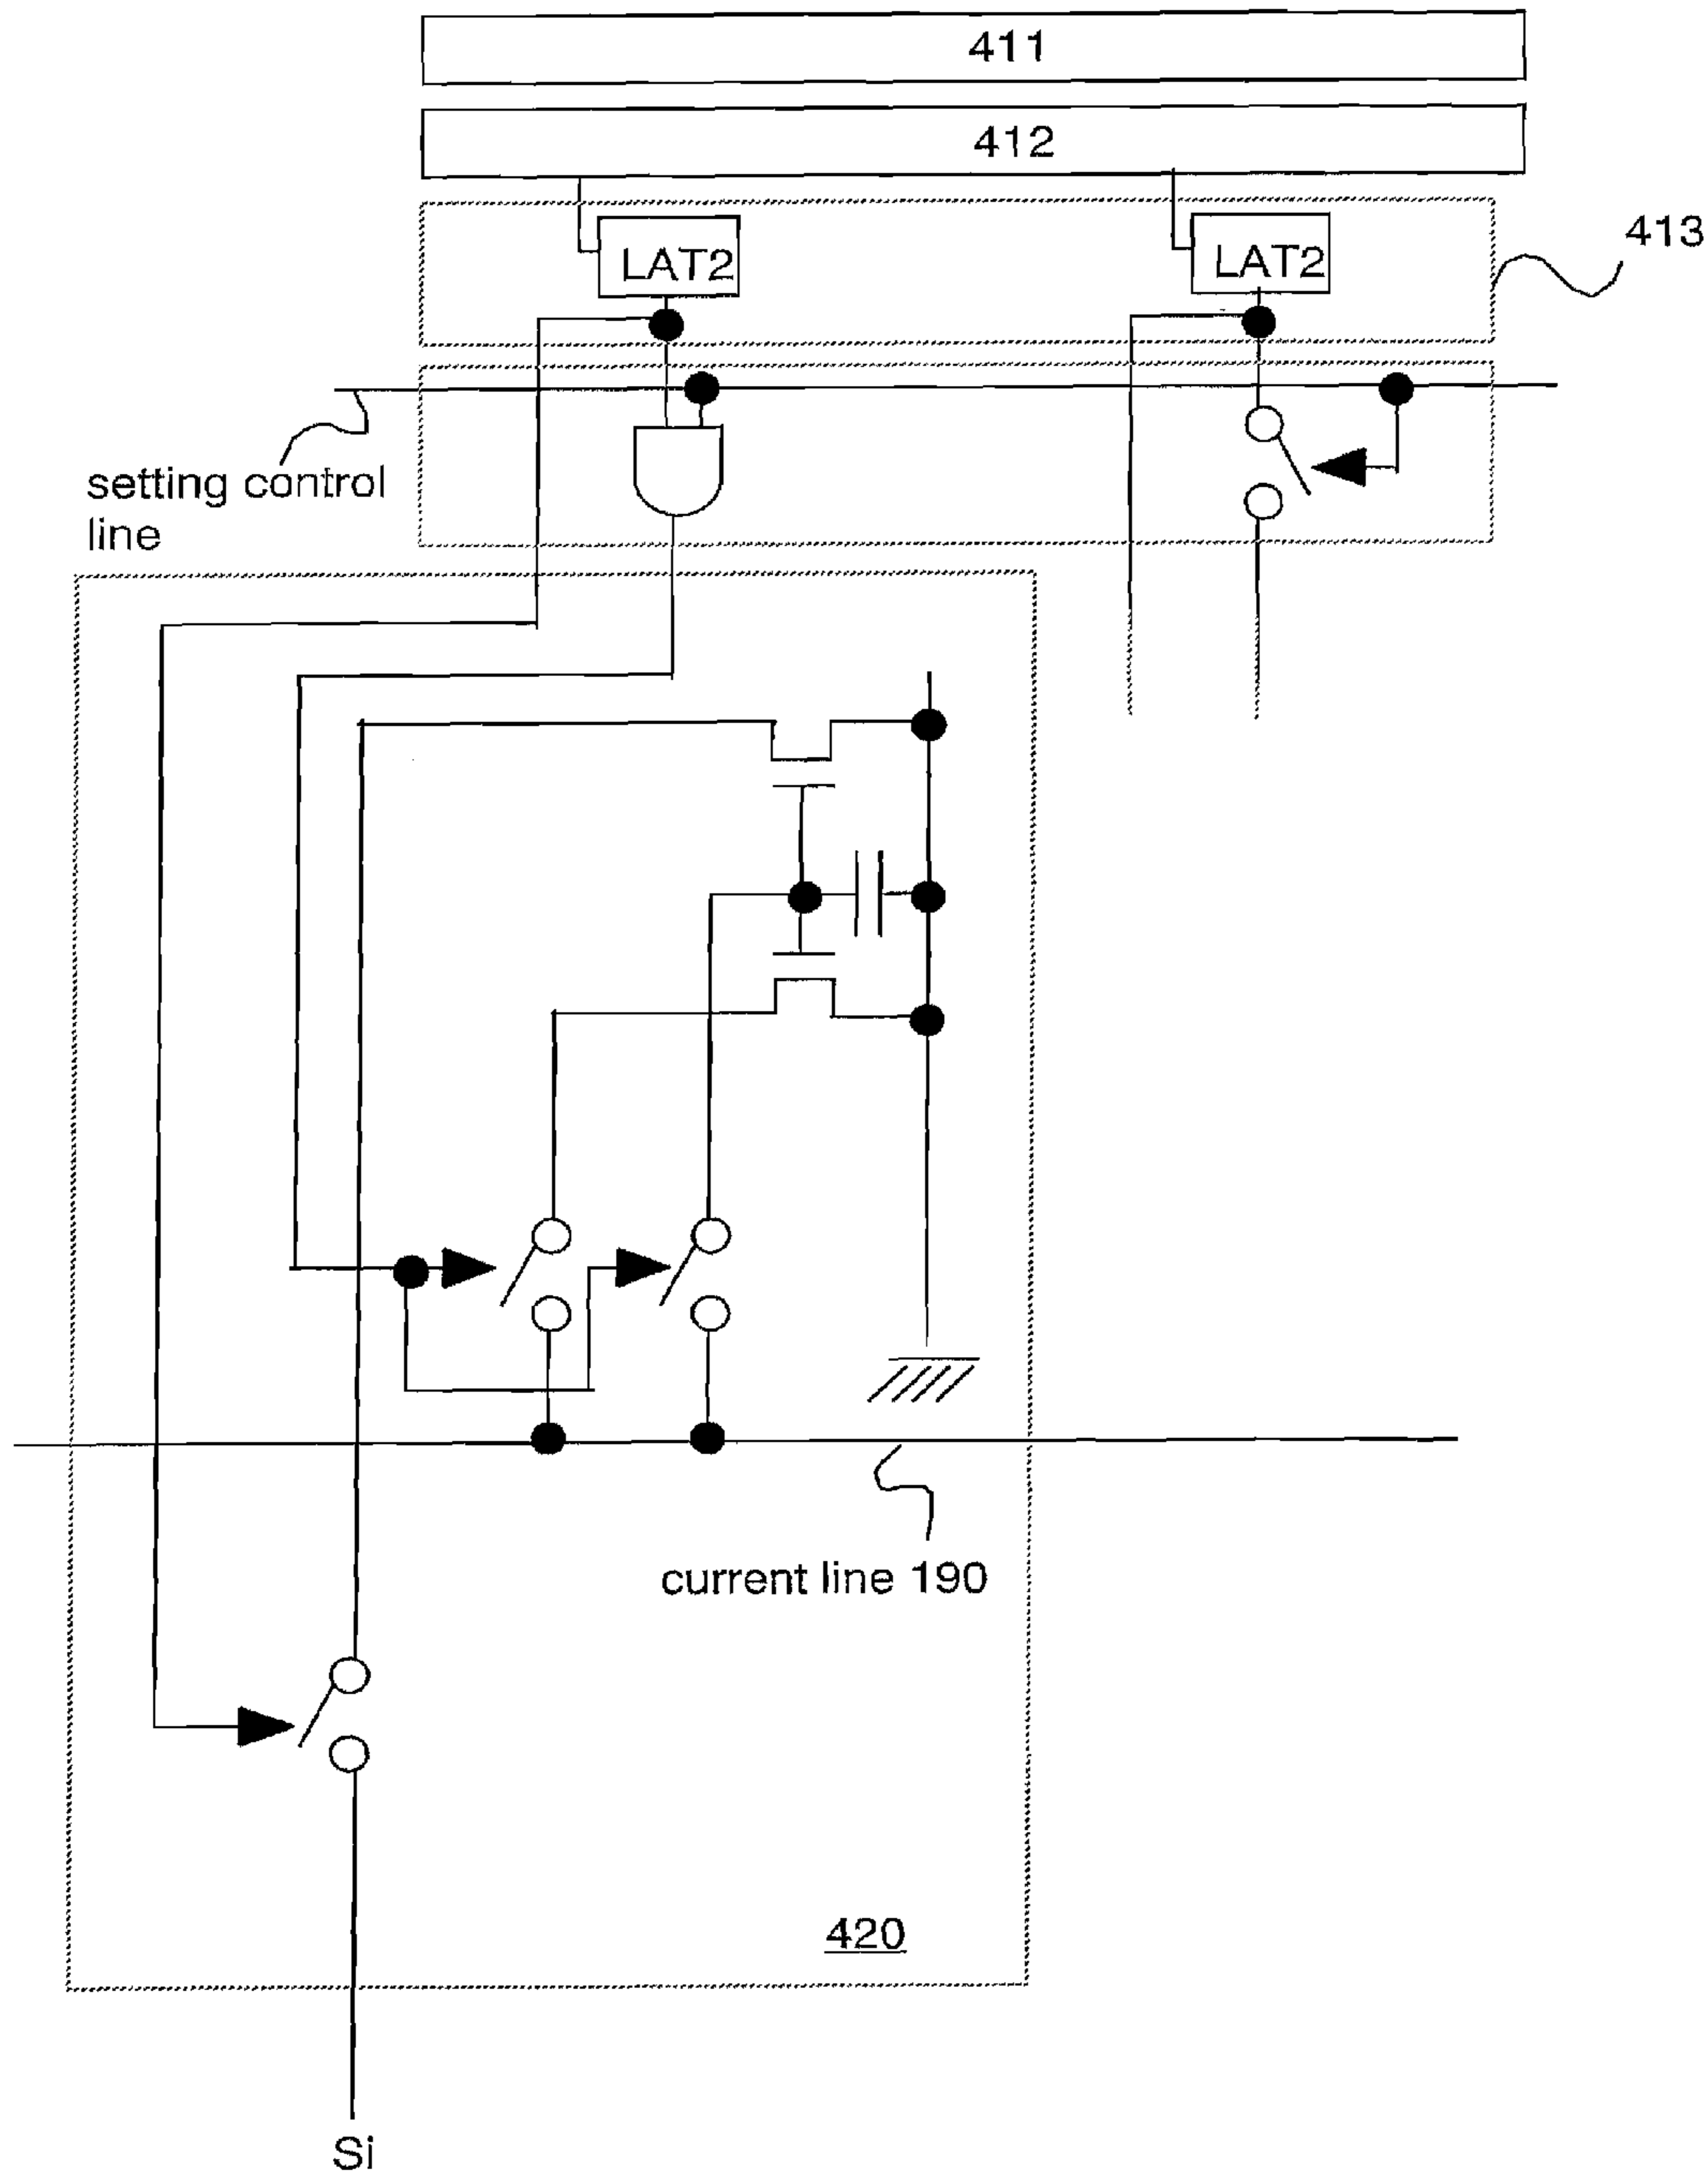 411
412
LAT2
LAT2
413
setting control
line
current line 190
420
Si